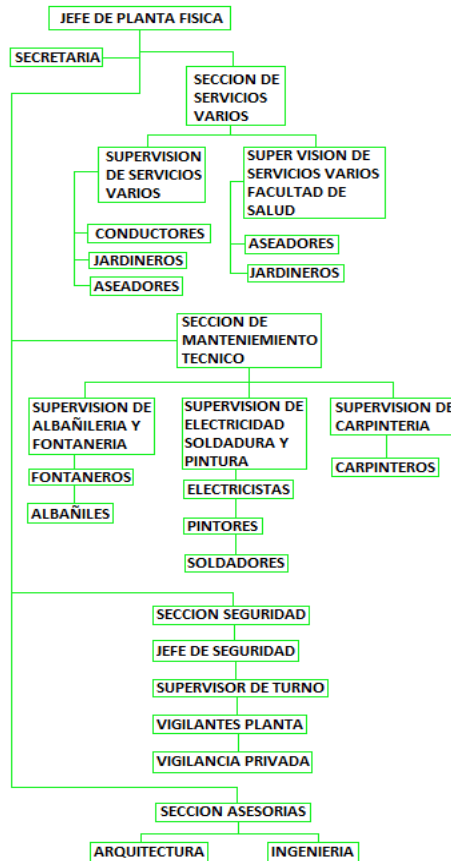 JEFE DE PLANTA FISICA
SECRETARIA
SECCION DE
SERVICIOS
VARIOS
SUPERVISION
DE SERVICIOS
VARIOS
CONDUCTORES
JARDINEROS
ASEADORES
SUPER VISION DE
SERVICIOS VARIOS
FACULTAD DE
SALUD
ASEADORES
JARDINEROS
SECCION DE
MANTENIEMIENTO
TECNICO
SUPERVISION DE
ALBAÑILERIA Y
FONTANERIA
FONTANEROS
ALBAÑILES
SUPERVISION DE
ELECTRICIDAD
SOLDADURA Y
PINTURA
ELECTRICISTAS
PINTORES
SOLDADORES
SUPERVISION DE
CARPINTERIA
CARPINTEROS
SECCION SEGURIDAD
JEFE DE SEGURIDAD
SUPERVISOR DE TURNO
VIGILANTES PLANTA
VIGILANCIA PRIVADA
SECCION ASESORIAS
ARQUITECTURA
INGENIERIA